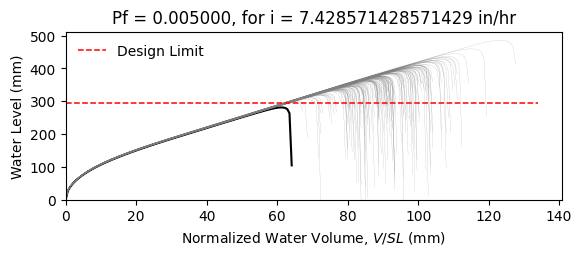 Pf = 0.005000, for i = 7.428571428571429 in/hr
500
400
300
200
100
0
Water Level (mm)
Design Limit
0 20 40 60 80 100 120 140
Normalized Water Volume, V/SL (mm)